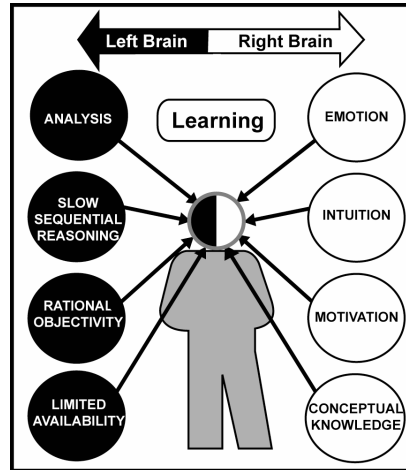 Left Brain Right Brain
Learning
ANALYSIS
SLOW
SEQUENTIAL
REASONING
RATIONAL
OBJECTIVITY
LIMITED
AVAILABILITY
EMOTION
INTUITION
MOTIVATION
CONCEPTUAL
KNOWLEDGE